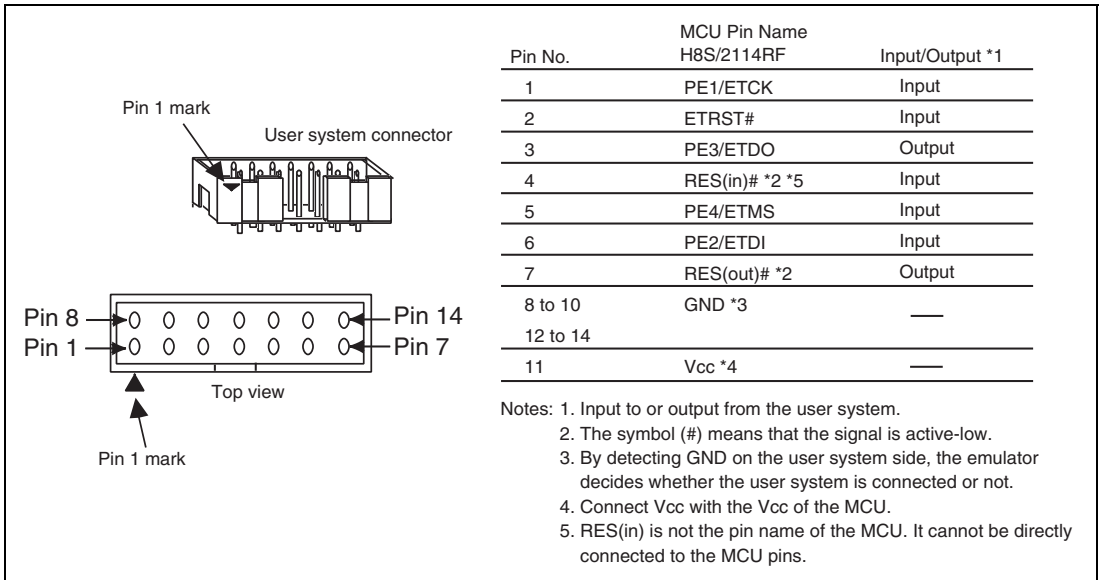 Pin 1 mark
User system connector
Pin 8
Pin 14
Pin 1
Pin 7
Top view
Pin 1 mark
Pin No. MCU Pin Name H8S/2114RF Input/Output *1
1 PE1/ETCK Input
2 ETRST# Input
3 PE3/ETDO Output
4 RES(in)# *2 *5 Input
5 PE4/ETMS Input
6 PE2/ETDI Input
7 RES(out)# *2 Output
8 to 10 GND *3 —
12 to 14
11 Vcc *4 —
Notes: 1. Input to or output from the user system.
2. The symbol (#) means that the signal is active-low.
3. By detecting GND on the user system side, the emulator
decides whether the user system is connected or not.
4. Connect Vcc with the Vcc of the MCU.
5. RES(in) is not the pin name of the MCU. It cannot be directly
connected to the MCU pins.